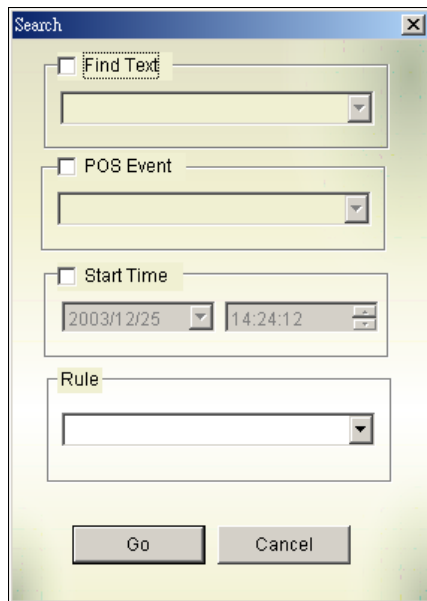 Search
Find Text
POS Event
Start Time
2003/12/25 14:24:12
Rule
Go Cancel